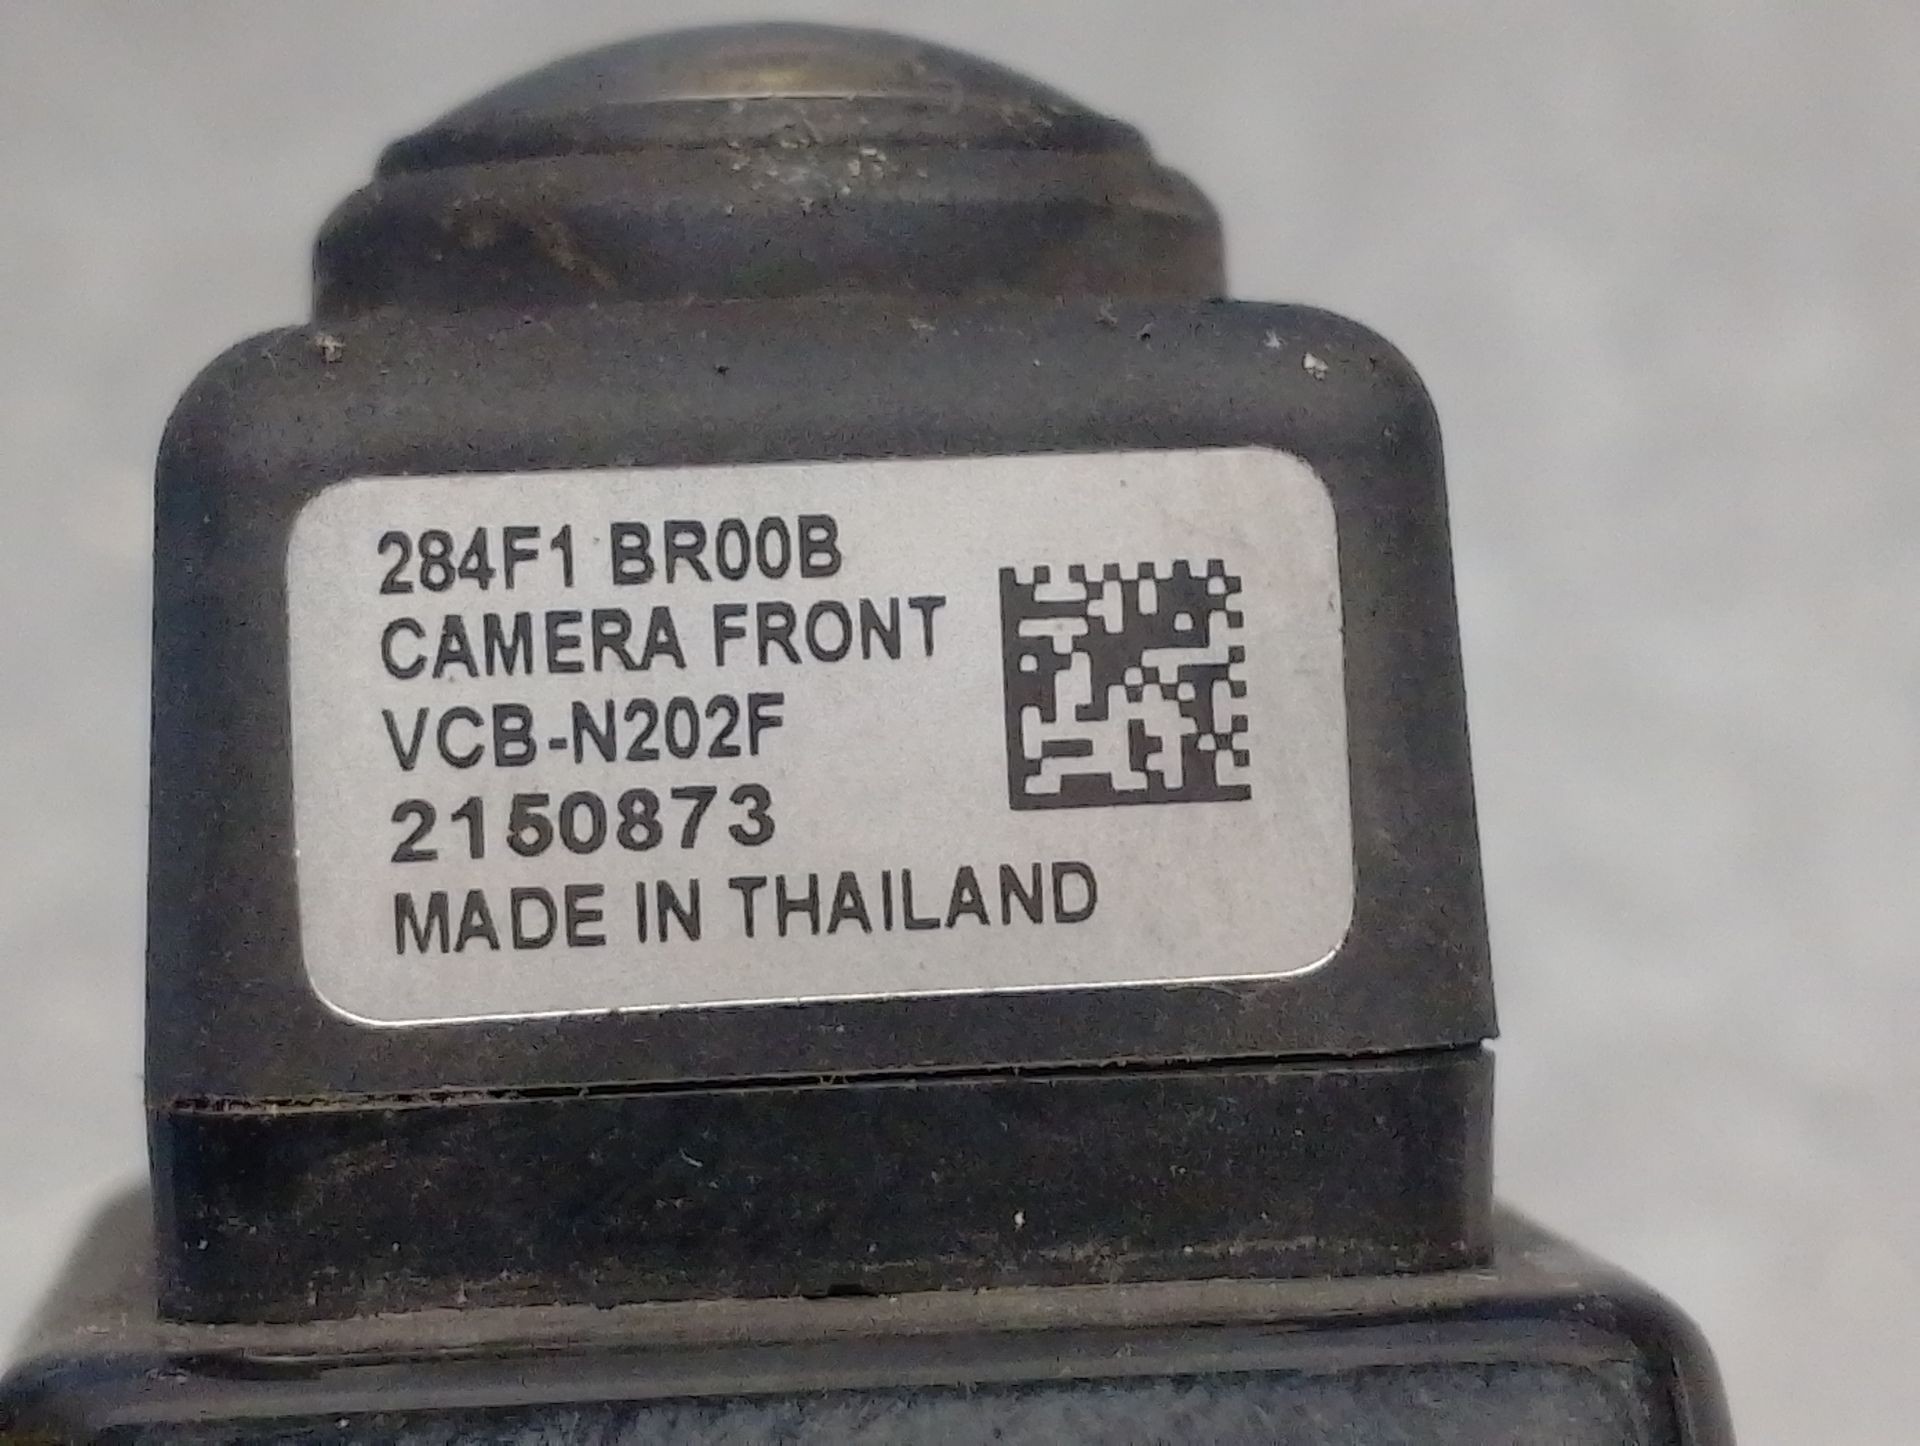 284F1 BR00B
CAMERA FRONT
VCB-N202F
2150873
MADE IN THAILAND